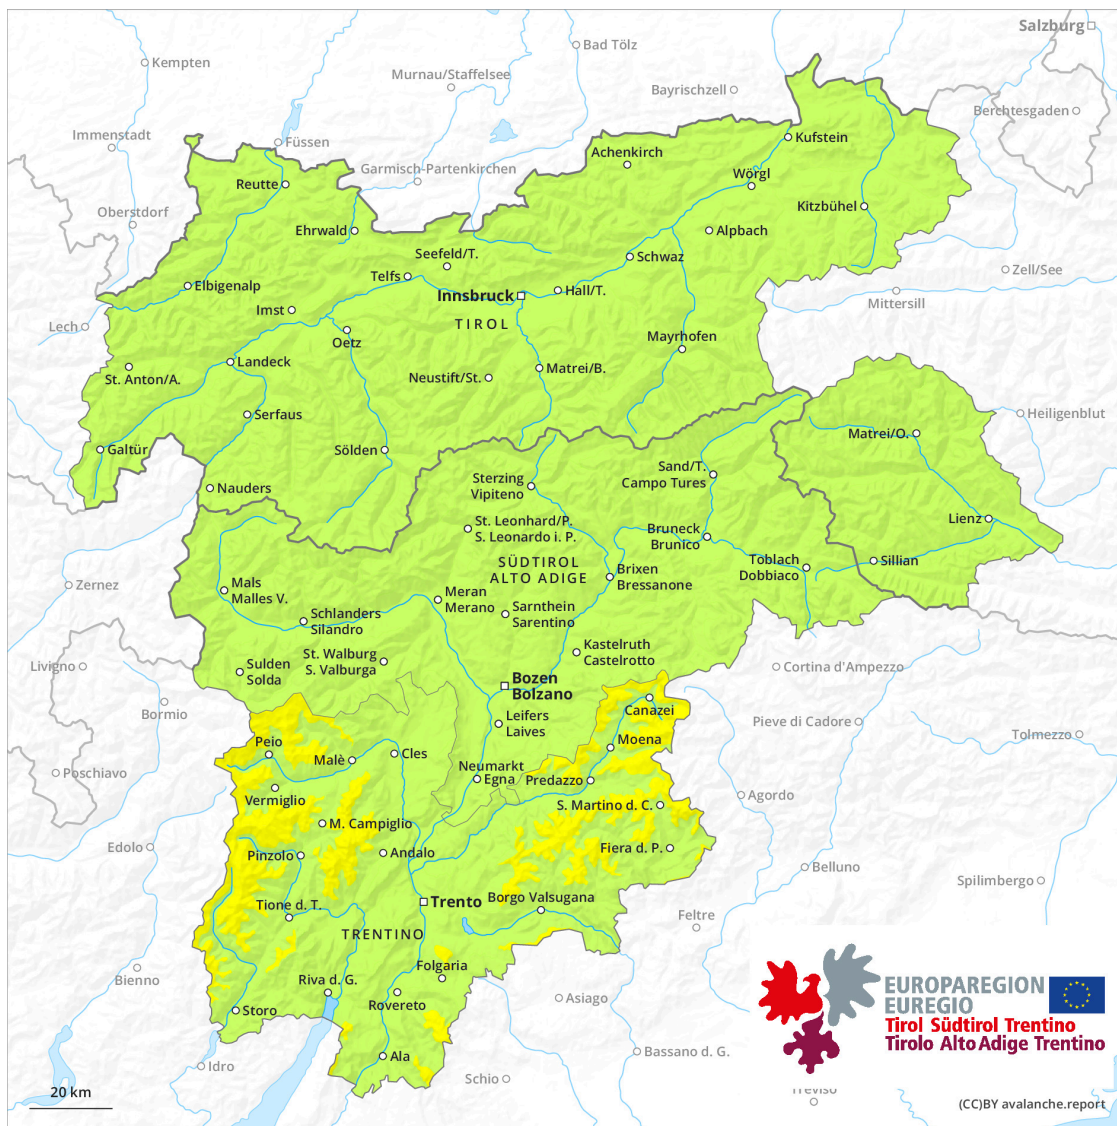 Salzburg
Bad Tölz
Kempten
Murnau/Staffelsee
Bayrischzell
Berchtesgaden
Immenstadt
Füssen
Kufstein
Achenkirch
Garmisch-Partenkirchen
Wörgl
Reutte
Oberstdorf
Kitzbühel
Ehrwald
Alpbach
Seefeld/T.
Schwaz
Zell/See
Telfs
Elbigenalp
Innsbruck
Hall/T.
Mittersill
Imst
TIROL
Lech
Oetz
Mayrhofen
Landeck
Matrei/B.
St. Anton/A.
Neustift/St.
Serfaus
Heiligenblut
Matrei/O.
Galtür
Sölden
Sand/T.
Campo Tures
Sterzing
Vipiteno
Nauders
St. Leonhard/P.
S. Leonardo i. P.
Bruneck
Brunico
Lienz
SÜDTIROL
ALTO ADIGE
Toblach
Dobbiaco
Sillian
Brixen
Bressanone
Zernez
Mals
Malles V.
Meran
Merano
Schlanders
Silandro
Sarnthein
Sarentino
Kastelruth
Castelrotto
St. Walburg
S. Valburga
Livigno
Sulden
Solda
Cortina d'Ampezzo
Bozen
Bolzano
Canazei
Bormio
Leifers
Laives
Pieve di Cadore
Tolmezzo
Moena
Peio
Cles
Malè
Poschiavo
Neumarkt
Egna
Predazzo
Vermiglio
Agordo
S. Martino d. C.
M. Campiglio
Edolo
Pinzolo
Andalo
Fiera d. P.
Belluno
Spilimbergo
Borgo Valsugana
Trento
Tione d. T.
Feltre
TRENTINO
Folgaria
Bienno
Riva d. G.
Rovereto
Asiago
Storo
EUROPAREGION
EUREGIO
Tirol Südtirol Trentino
Tirolo Alto Adige Trentino
Ala
Bassano d. G.
Idro
Schio
Treviso
20 km
(CC)BY avalanche.report